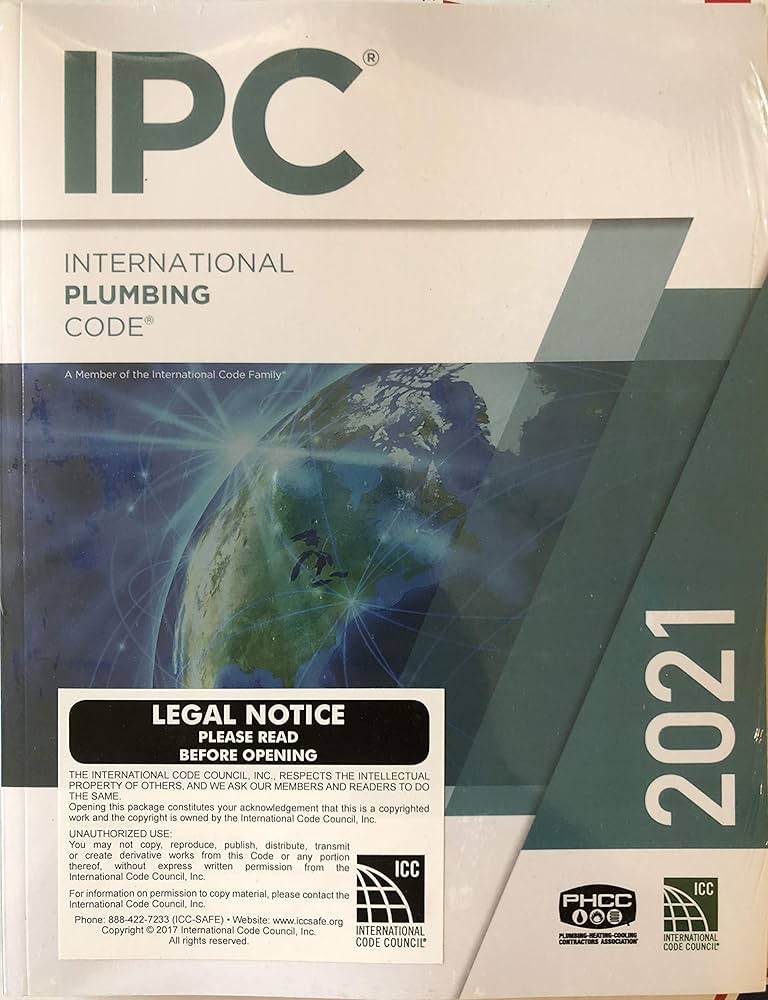 IPC®
INTERNATIONAL
PLUMBING
CODE®
A Member of the International Code Family®
2021
LEGAL NOTICE
PLEASE READ
BEFORE OPENING
THE INTERNATIONAL CODE COUNCIL, INC., RESPECTS THE INTELLECTUAL
PROPERTY OF OTHERS, AND WE ASK OUR MEMBERS AND READERS TO DO
THE SAME.
Opening this package constitutes your acknowledgement that this is a copyrighted
work and the copyright is owned by the International Code Council, Inc.
UNAUTHORIZED USE:
You may not copy, reproduce, publish, distribute, transmit
or create derivative works from this Code or any portion
thereof, without express written permission from the
International Code Council, Inc.
For information on permission to copy material, please contact the
International Code Council, Inc.
Phone: 888-422-7233 (ICC-SAFE) • Website: www.iccsafe.org
Copyright © 2017 International Code Council, Inc.
All rights reserved.
ICC
INTERNATIONAL
CODE COUNCIL®
PHCC
PLUMBING-HEATING-COOLING
CONTRACTORS ASSOCIATION®
ICC
INTERNATIONAL
CODE COUNCIL®